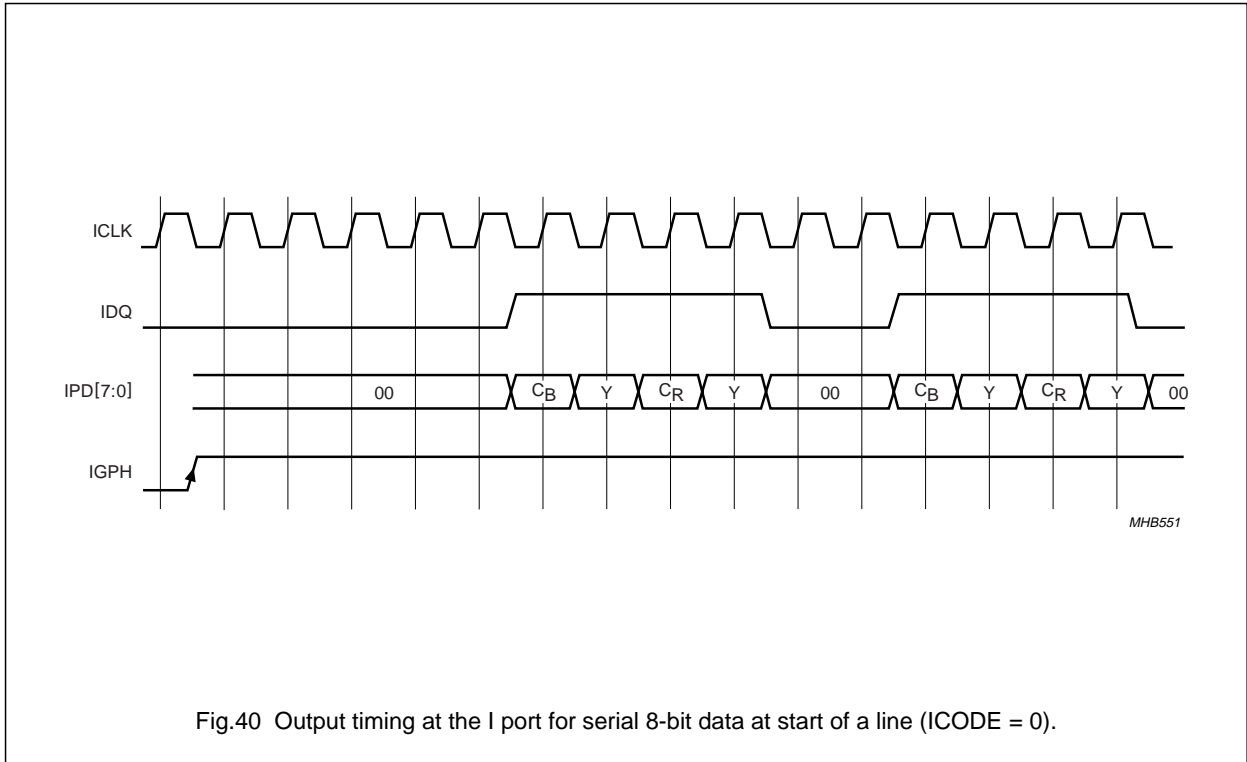 ICLK
IDQ
IPD[7:0] 00 CB Y CR Y 00 CB Y CR Y 00
IGPH
MHB551
Fig.40 Output timing at the I port for serial 8-bit data at start of a line (ICODE = 0).